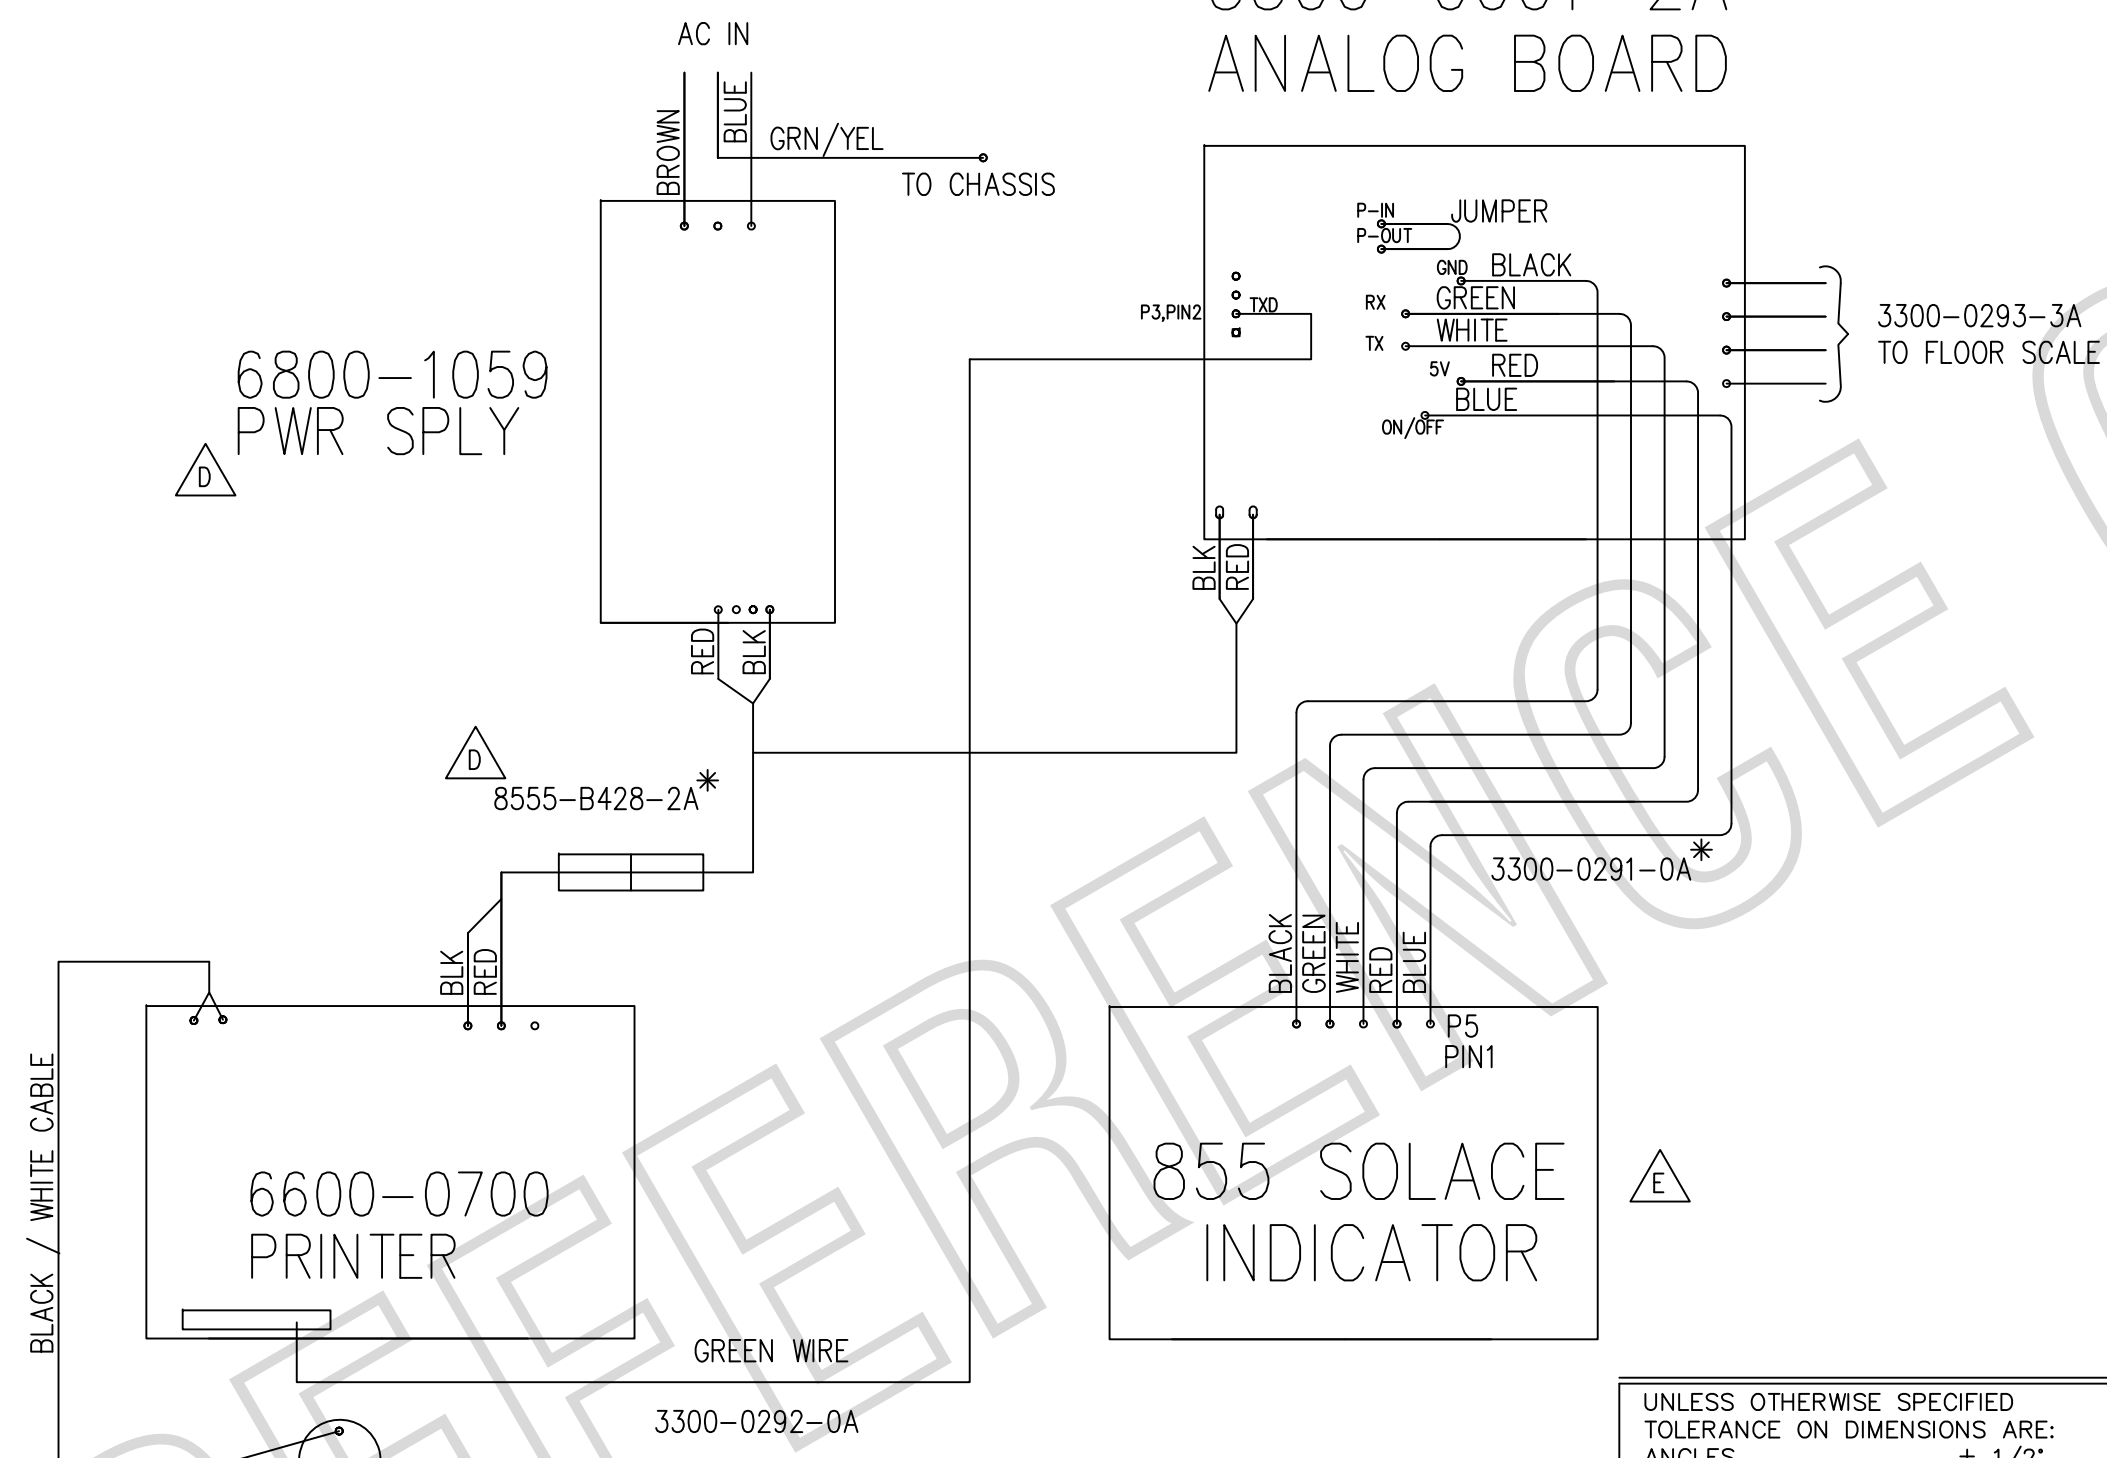 ANALOG BOARD
AC IN
BROWN
BLUE
GRN/YEL
TO CHASSIS
P-IN
JUMPER
P-OUT
GND BLACK
RX GREEN
P3,PIN2
TXD
TX WHITE
5V RED
BLUE
ON/OFF
3300-0293-3A
TO FLOOR SCALE
6800-1059
PWR SPLY
D
BLK
RED
RED
BLK
D
8555-B428-2A*
3300-0291-0A*
BLK
RED
BLACK
GREEN
WHITE
RED
BLUE
P5
PIN1
BLACK / WHITE CABLE
6600-0700
PRINTER
855 SOLACE
INDICATOR
E
GREEN WIRE
3300-0292-0A
UNLESS OTHERWISE SPECIFIED
TOLERANCE ON DIMENSIONS ARE:
ANGLES ± 1/2°
REFERENCE